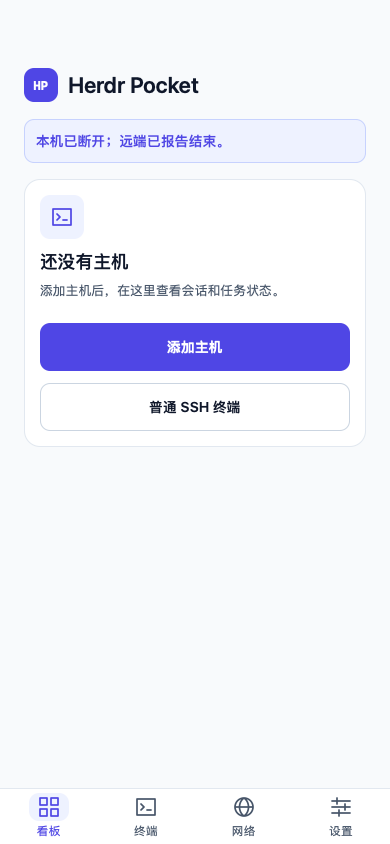 HP
Herdr Pocket
本机已断开；远端已报告结束。
还没有主机
添加主机后，在这里查看会话和任务状态。
添加主机
普通 SSH 终端
看板
终端
网络
设置